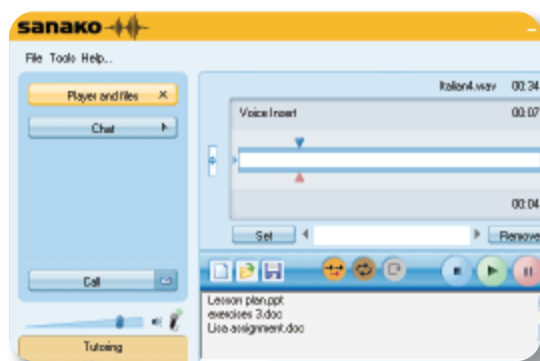 sanako
File Tools Help...
Player and files ×
Chat
Call
Tutoring
Italian4.wav 00:34
Voice Insert 00:07
00:04
Set
Remove
Lesson plan.ppt
exercises 3.doc
Lisa assignment.doc